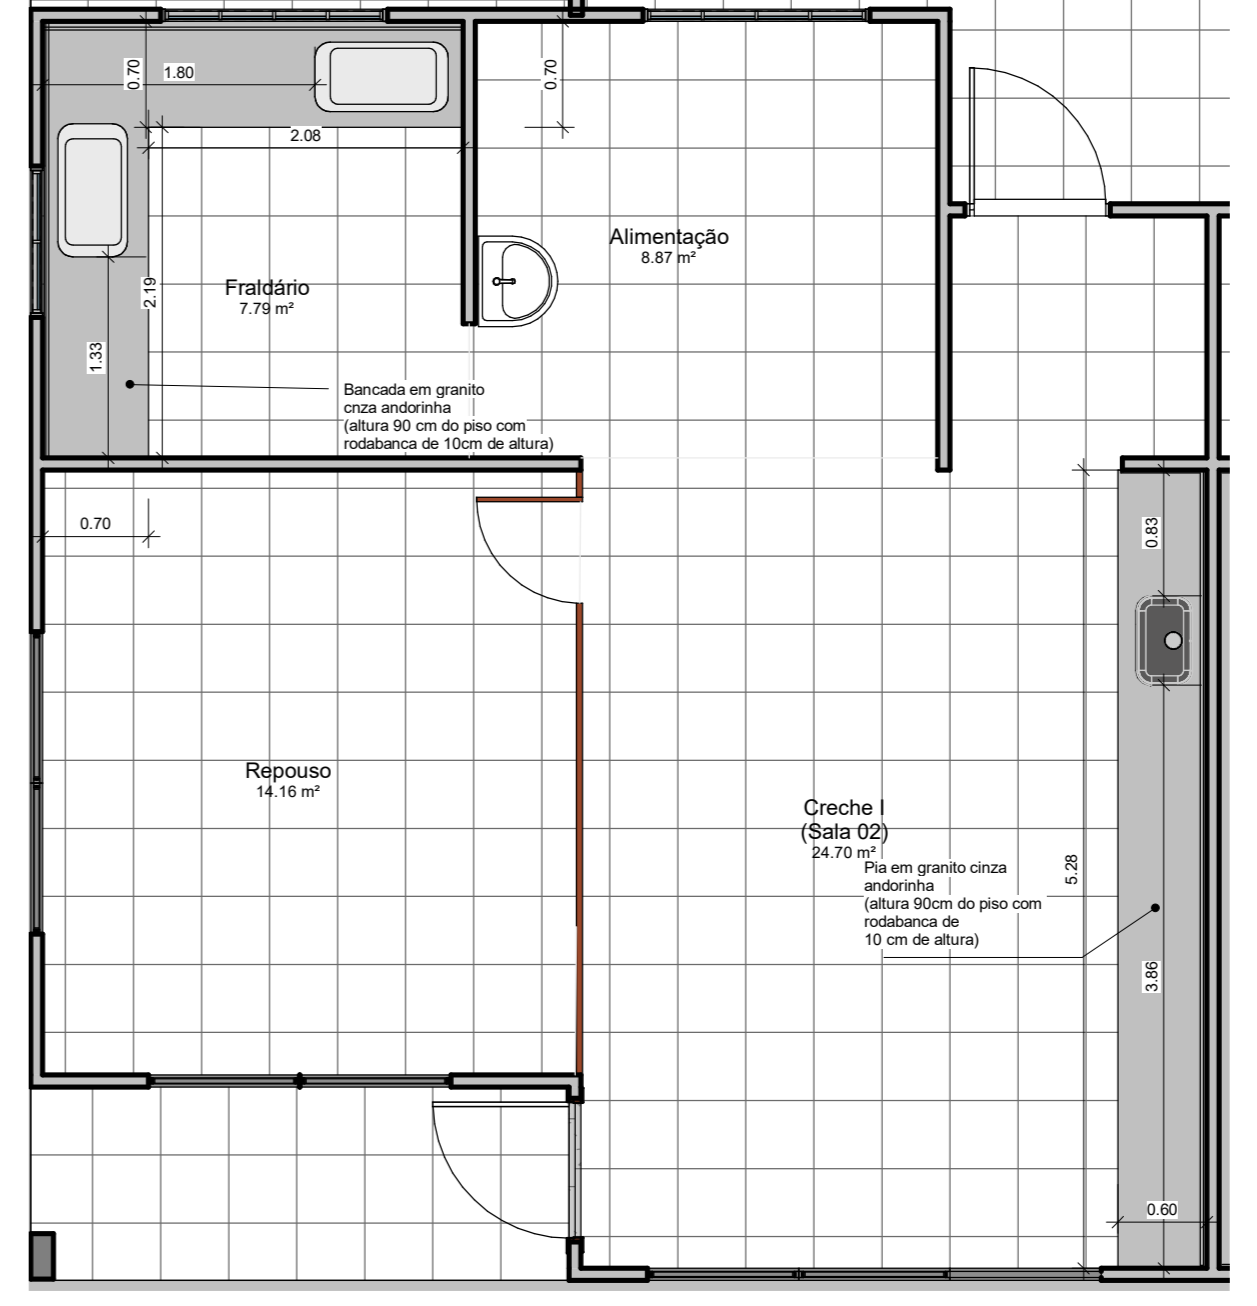 0.70
1.80
0.70
2.08
Alimentação
8.87 m²
Fraldário
7.79 m²
2.19
1.33
Bancada em granito
cnza andorinha
(altura 90 cm do piso com
rodabanca de 10cm de altura)
0.70
0.83
Repouso
14.16 m²
Creche I
(Sala 02)
24.70 m²
Pia em granito cinza
andorinha
(altura 90cm do piso com
rodabanca de
10 cm de altura)
5.28
3.86
0.60